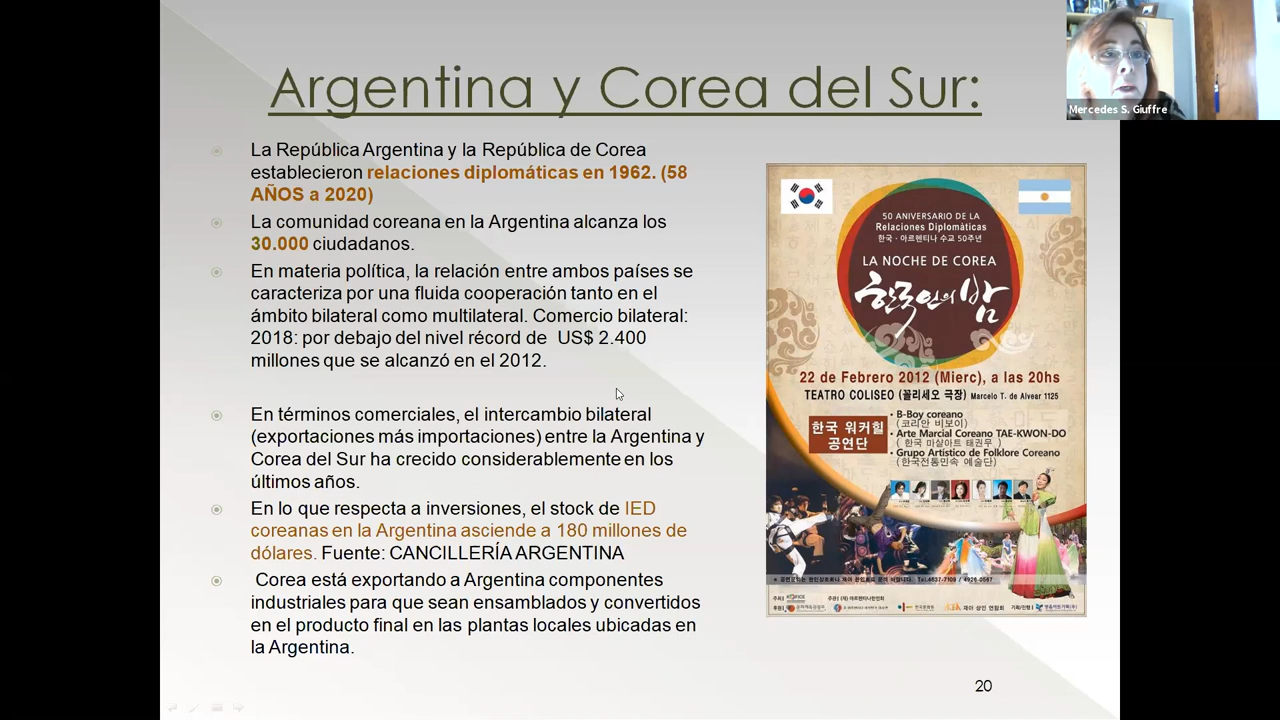 Argentina y Corea del Sur:
Mercedes S. Giuffre
La República Argentina y la República de Corea
establecieron relaciones diplomáticas en 1962. (58
AÑOS a 2020)
La comunidad coreana en la Argentina alcanza los
30.000 ciudadanos.
En materia política, la relación entre ambos países se
caracteriza por una fluida cooperación tanto en el
ámbito bilateral como multilateral. Comercio bilateral:
2018: por debajo del nivel récord de US$ 2.400
millones que se alcanzó en el 2012.
En términos comerciales, el intercambio bilateral
(exportaciones más importaciones) entre la Argentina y
Corea del Sur ha crecido considerablemente en los
últimos años.
En lo que respecta a inversiones, el stock de IED
coreanas en la Argentina asciende a 180 millones de
dólares. Fuente: CANCILLERÍA ARGENTINA
Corea está exportando a Argentina componentes
industriales para que sean ensamblados y convertidos
en el producto final en las plantas locales ubicadas en
la Argentina.
50 ANIVERSARIO DE LA
Relaciones Diplomàticas
한국 · 아르헨티나 수교 50주년
LA NOCHE DE COREA
한국인의 밤
22 de Febrero 2012 (Mierc), a las 20hs
TEATRO COLISEO (꼴리세오 극장) Marcelo T. de Alvear 1125
한국 워커힐
공연단
• B-Boy coreano
(코리안 비보이)
• Arte Marcial Coreano TAE-KWON-DO
( 한국 마샬아트 태권무 )
• Grupo Artístico de Folklore Coreano
(한국전통민속 예술단)
20